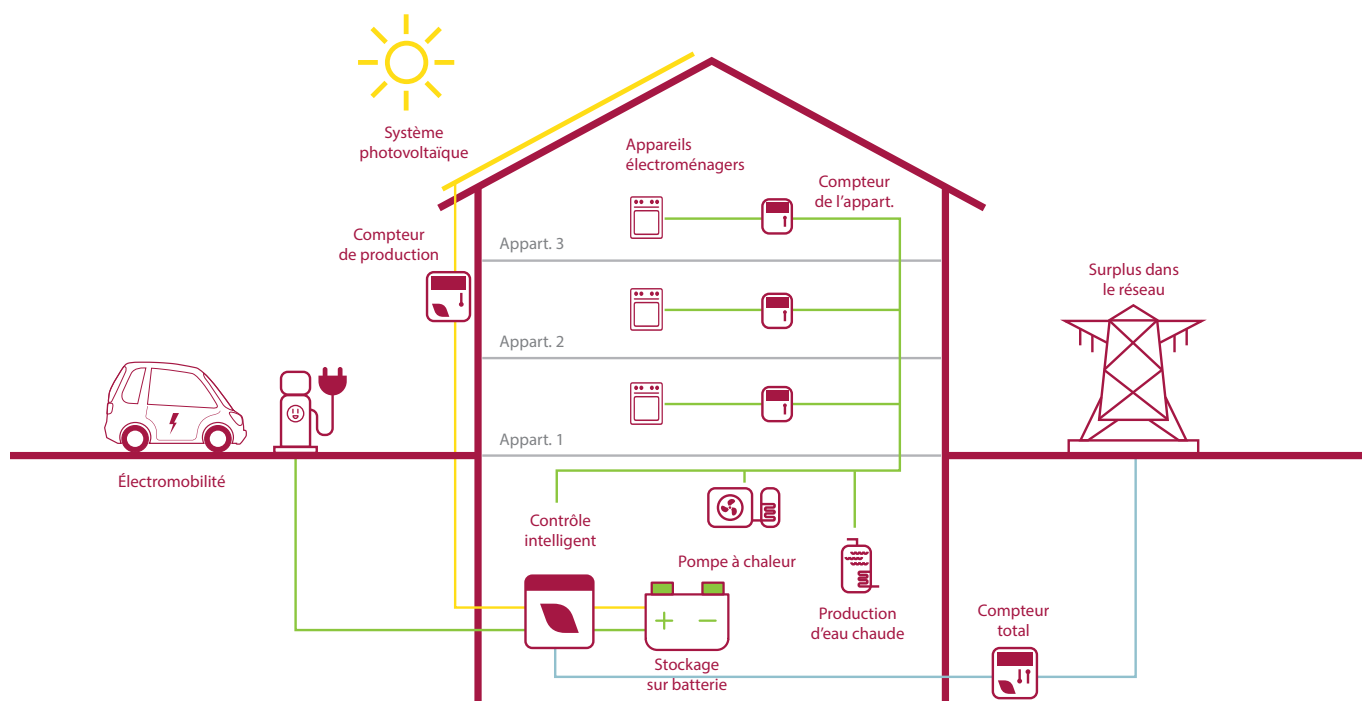 Système
photovoltaïque
Appareils
électroménagers
Compteur
de l'appart.
Compteur
de production
Appart. 3
Surplus dans
le réseau
Appart. 2
Appart. 1
Électromobilité
Contrôle
intelligent
Pompe à chaleur
Production
d'eau chaude
Compteur
total
Stockage
sur batterie